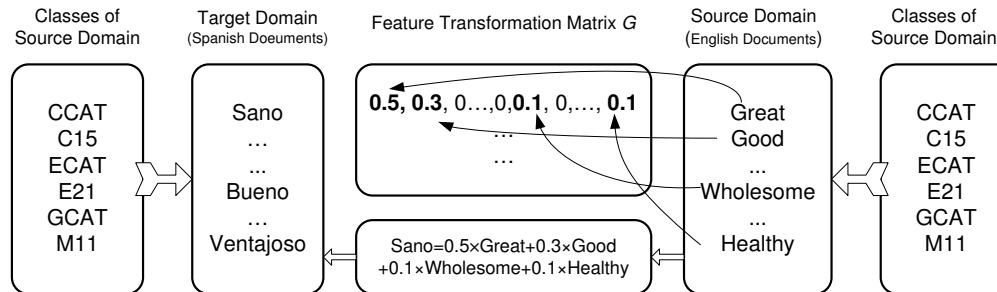 Classes of
Source Domain
CCAT
C15
ECAT
E21
GCAT
M11
Target Domain
(Spanish Doeuments)
Sano
…
Bueno
…
Ventajoso
Feature Transformation Matrix G
0.5, 0.3, 0…,0,0.1, 0,…, 0.1
...
…
Sano=0.5×Great+0.3×Good
+0.1×Wholesome+0.1×Healthy
Source Domain
(English Documents)
Great
Good
...
Wholesome
...
Healthy
Classes of
Source Domain
CCAT
C15
ECAT
E21
GCAT
M11